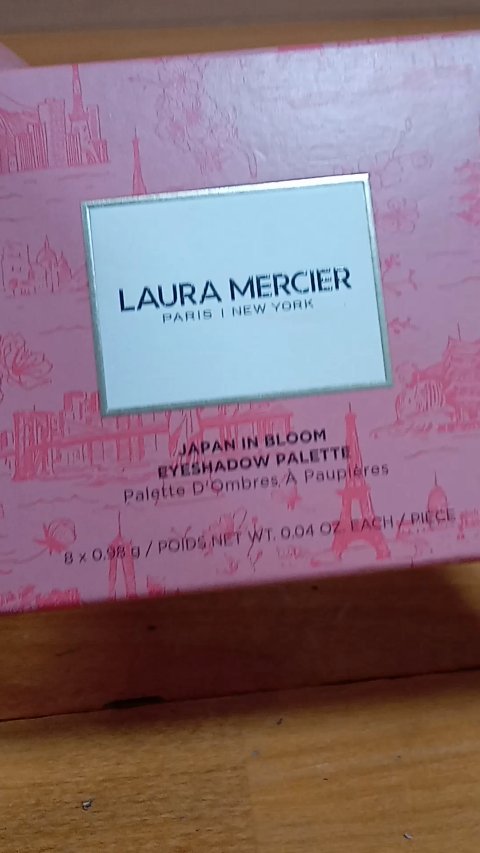 LAURA MERCIER
PARIS | NEW YORK
JAPAN IN BLOOM
EYESHADOW PALETTE
Palette D'Ombres À Paupières
8 x 0.98 g / POIDS NET WT. 0.04 OZ. EACH / PIÈCE